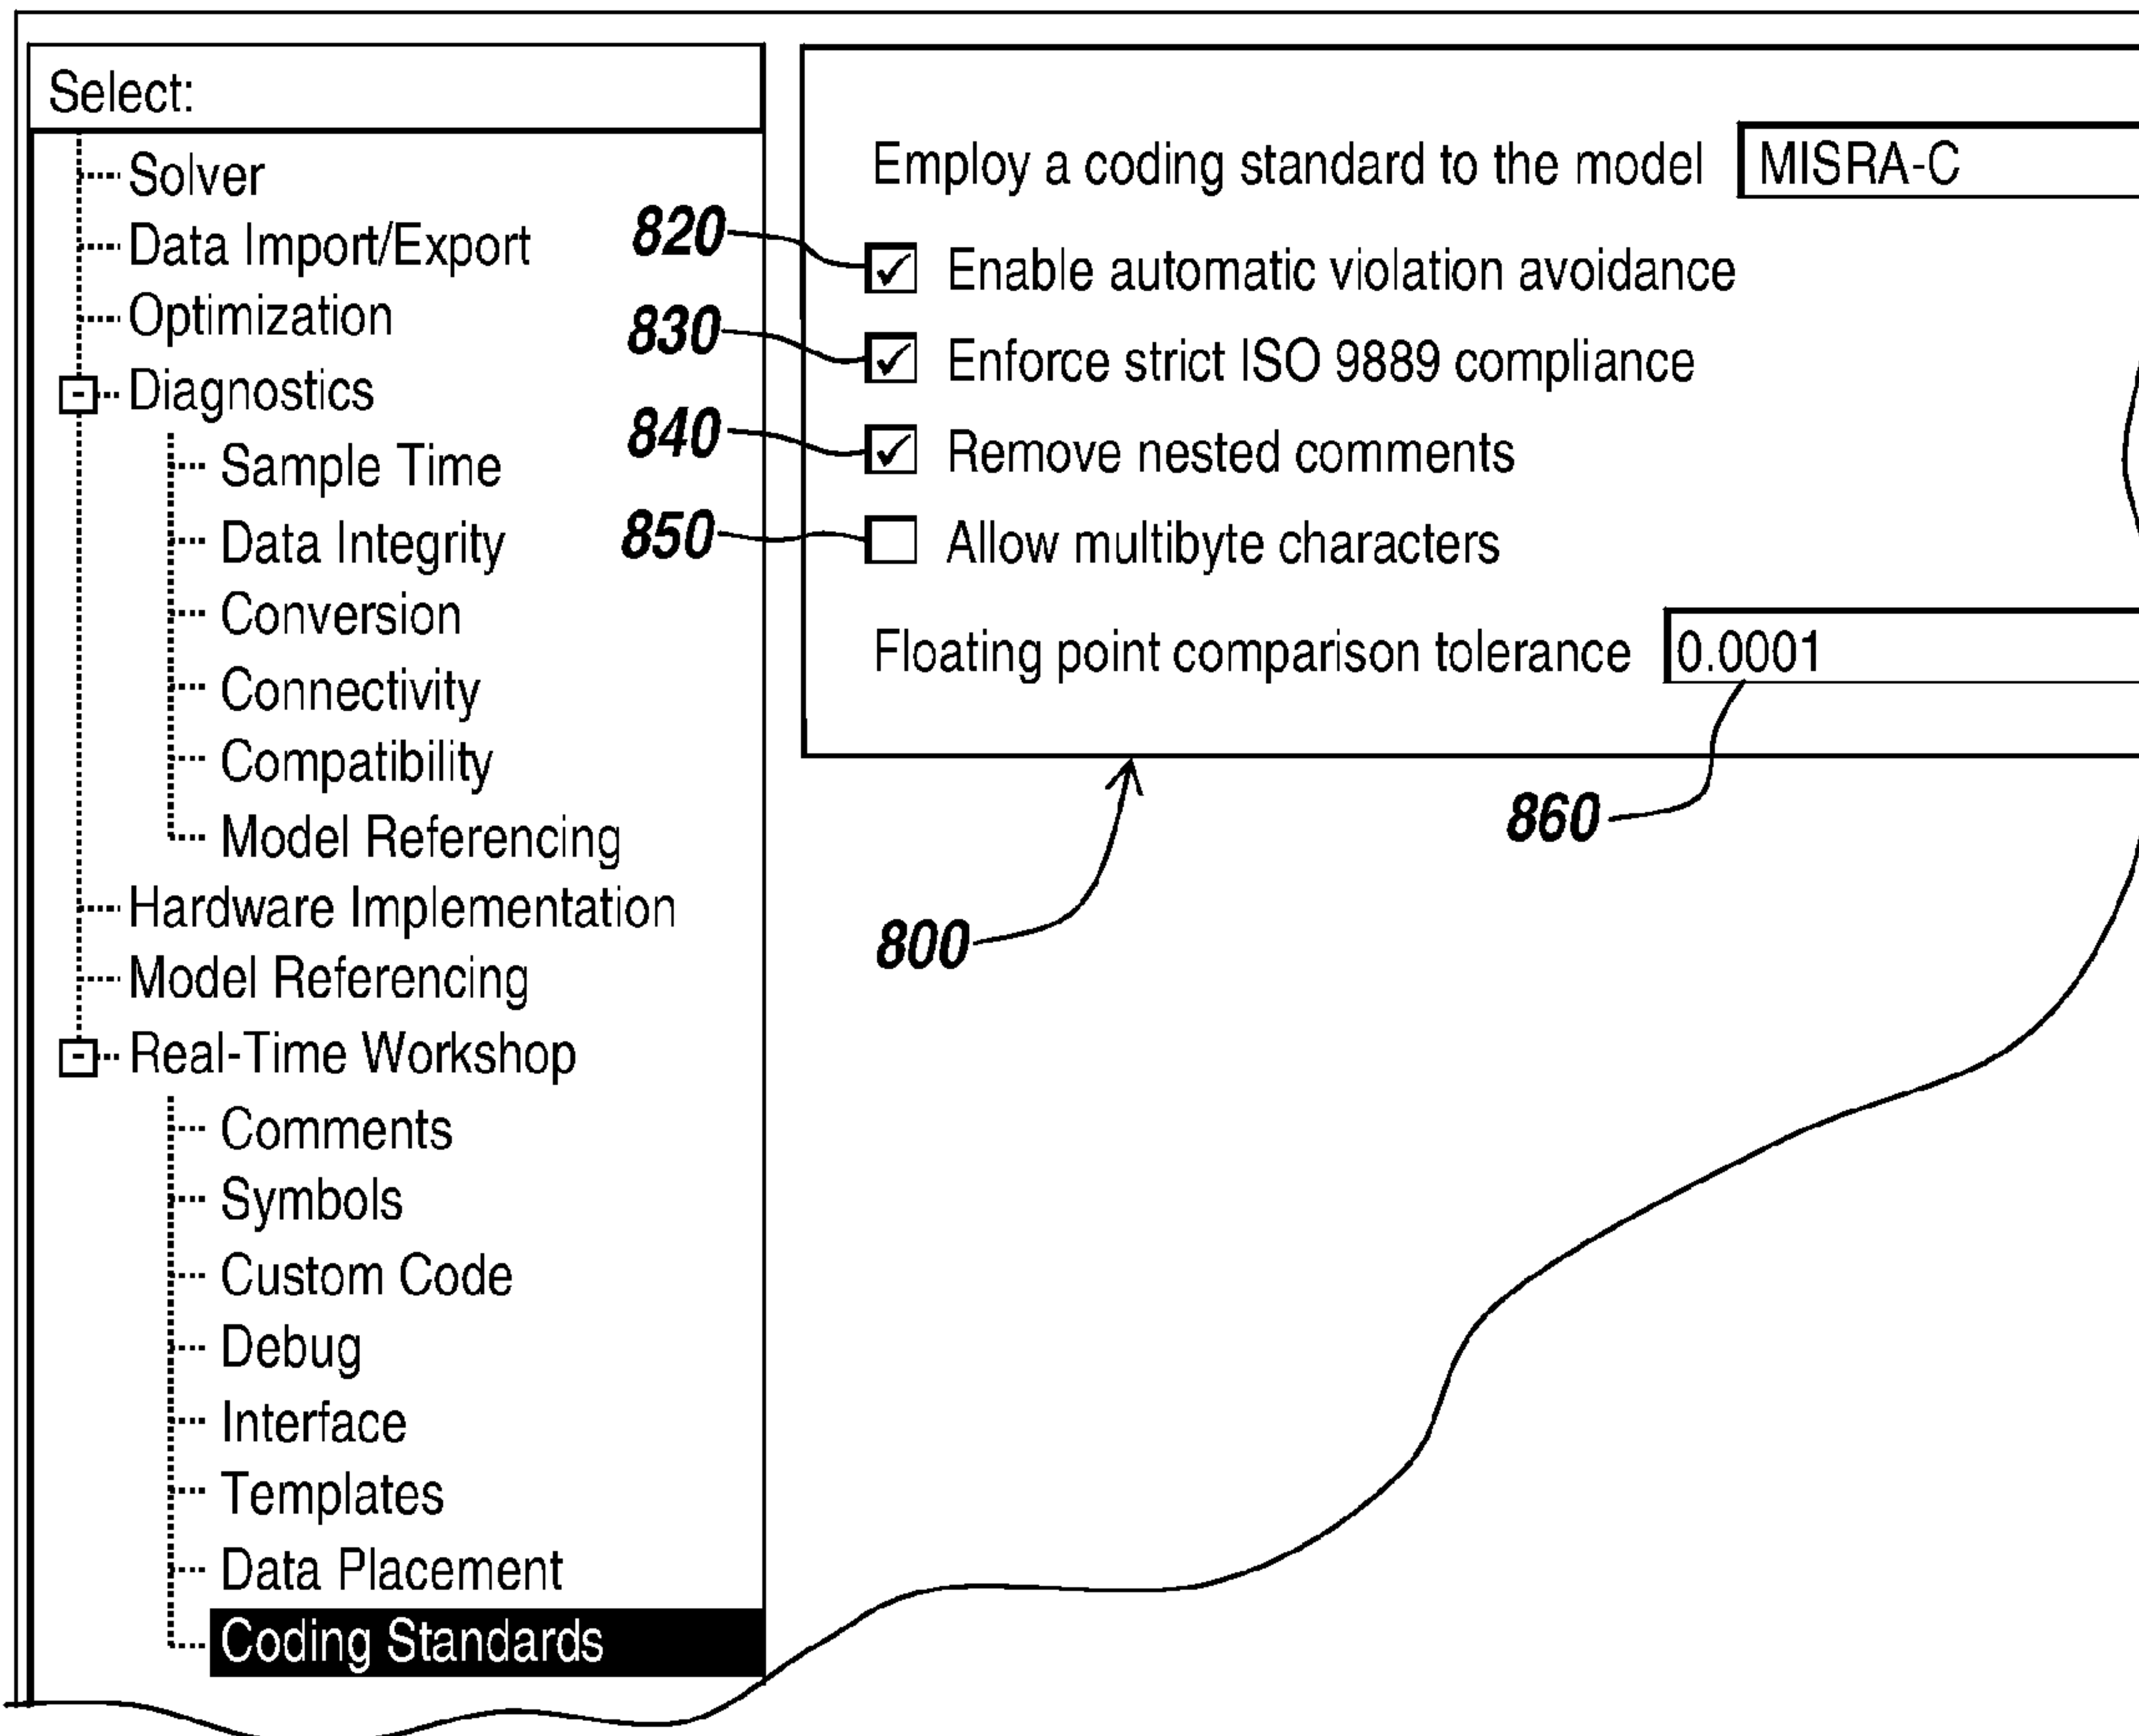 Select:
Solver
Data Import/Export
Optimization
Diagnostics
Sample Time
Data Integrity
Conversion
Connectivity
Compatibility
Model Referencing
Hardware Implementation
Model Referencing
Real-Time Workshop
Comments
Symbols
Custom Code
Debug
Interface
Templates
Data Placement
Coding Standards
Employ a coding standard to the model MISRA-C
820 Enable automatic violation avoidance
830 Enforce strict ISO 9889 compliance
840 Remove nested comments
850 Allow multibyte characters
Floating point comparison tolerance 0.0001
860
800